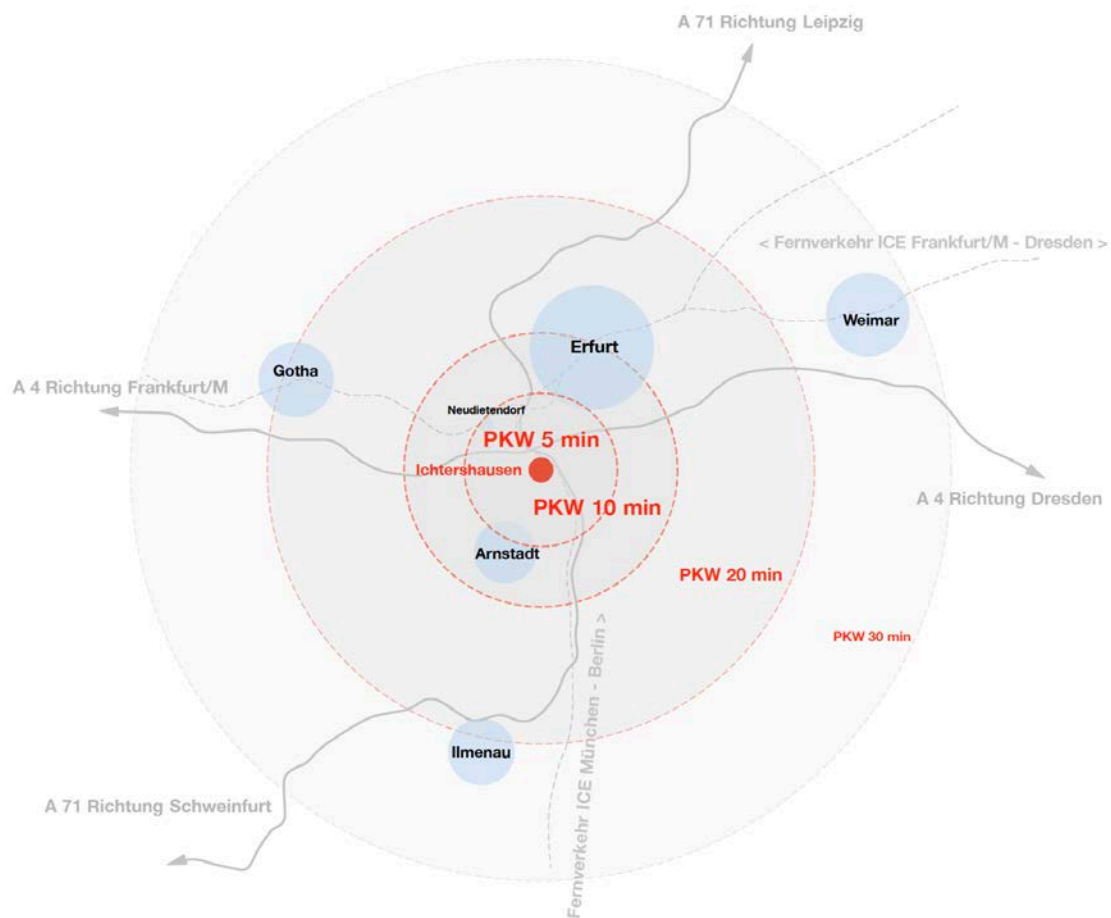 A 71 Richtung Leipzig
< Fernverkehr ICE Frankfurt/M - Dresden >
Weimar
Erfurt
Gotha
A 4 Richtung Frankfurt/M
Neudietendorf
PKW 5 min
Ichtershausen
A 4 Richtung Dresden
PKW 10 min
Arnstadt
PKW 20 min
PKW 30 min
Fernverkehr ICE München - Berlin >
Ilmenau
A 71 Richtung Schweinfurt